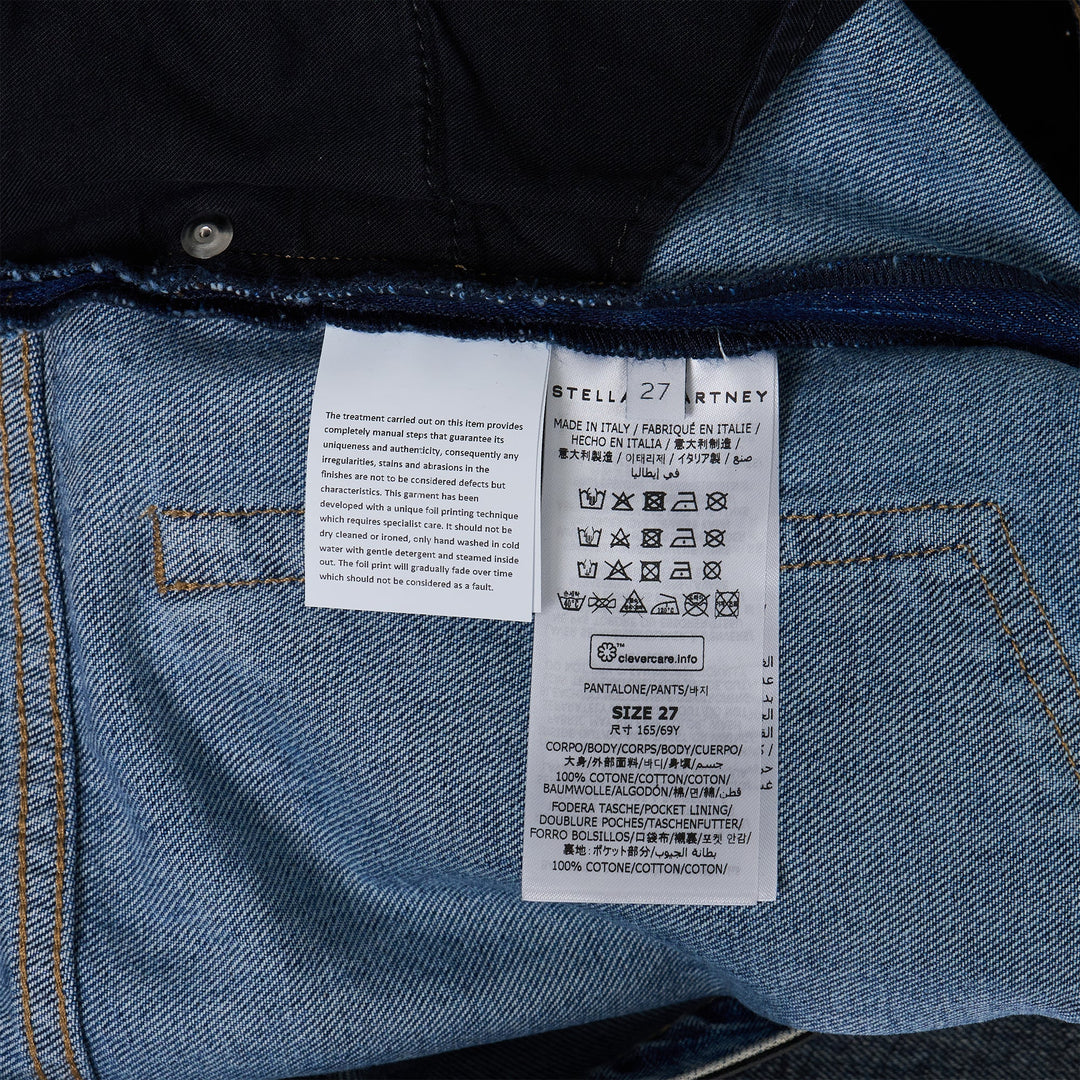 The treatment carried out on this item provides
completely manual steps that guarantee its
uniqueness and authenticity, consequently any
irregularities, stains and abrasions in the
finishes are not to be considered defects but
characteristics. This garment has been
developed with a unique foil printing technique
which requires specialist care. It should not be
dry cleaned or ironed, only hand washed in cold
water with gentle detergent and steamed inside
out. The foil print will gradually fade over time
which should not be considered as a fault.
27
STELLA ARTNEY
MADE IN ITALY / FABRIQUÉ EN ITALIE /
HECHO EN ITALIA / 意大利制造 /
意大利製造 / 이태리제 / イタリア製 / صنع
في إيطاليا
clevercare.info
PANTALONE/PANTS/바지
SIZE 27
尺寸 165/69Y
CORPO/BODY/CORPS/BODY/CUERPO/
大身/外部面料/바디/身頃/جسم/
100% COTONE/COTTON/COTON/
BAUMWOLLE/ALGODÓN/棉/면/綿/قطن/
FODERA TASCHE/POCKET LINING/
DOUBLURE POCHES/TASCHENFUTTER/
FORRO BOLSILLOS/口袋布/襯裏/포켓 안감/
裏地:ポケット部分/بطانة الجيوب/
100% COTONE/COTTON/COTON/